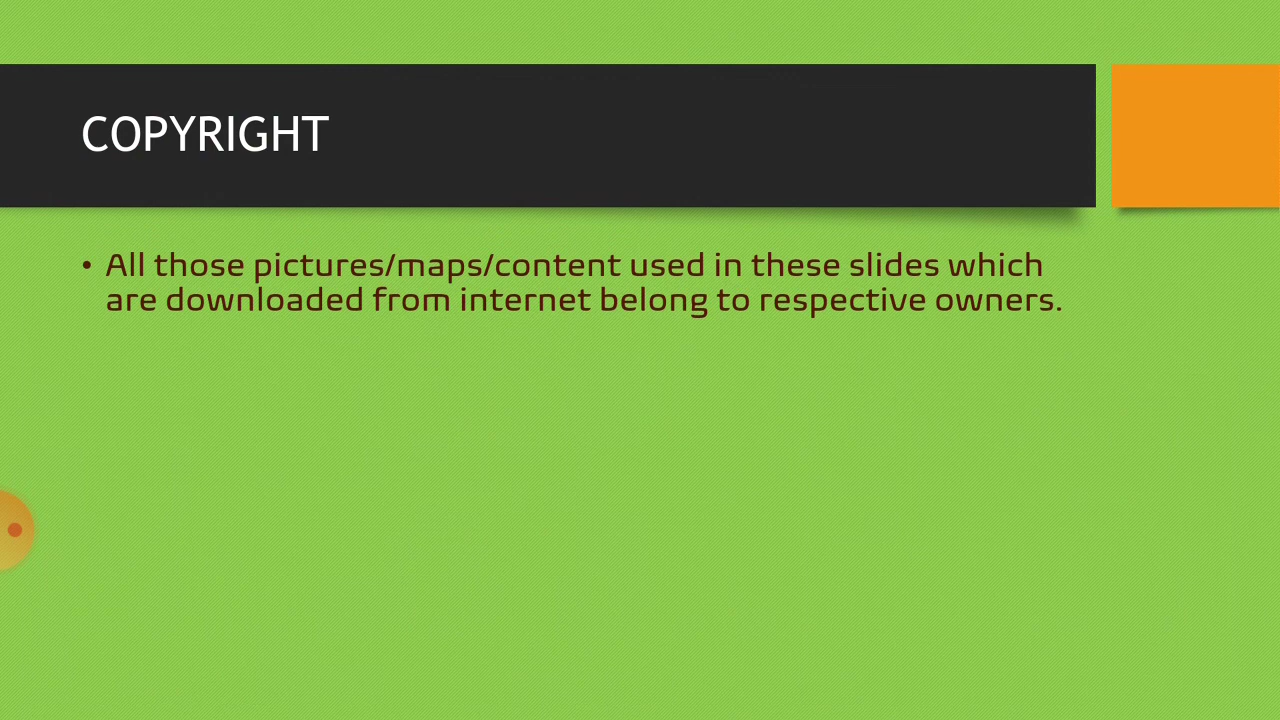 COPYRIGHT
• All those pictures/maps/content used in these slides which
are downloaded from internet belong to respective owners.